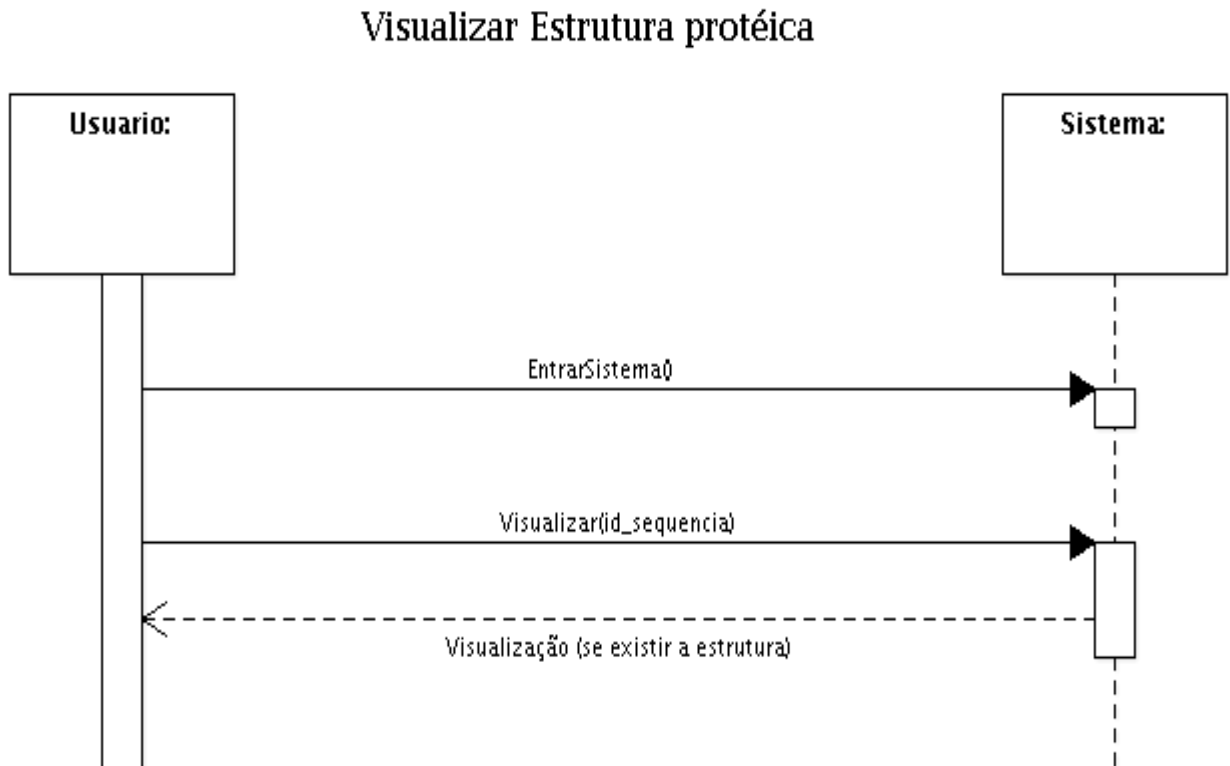 Visualizar Estrutura protéica
Usuario:
Sistema:
EntrarSistema()
Visualizar(id_sequencia)
Visualização (se existir a estrutura)